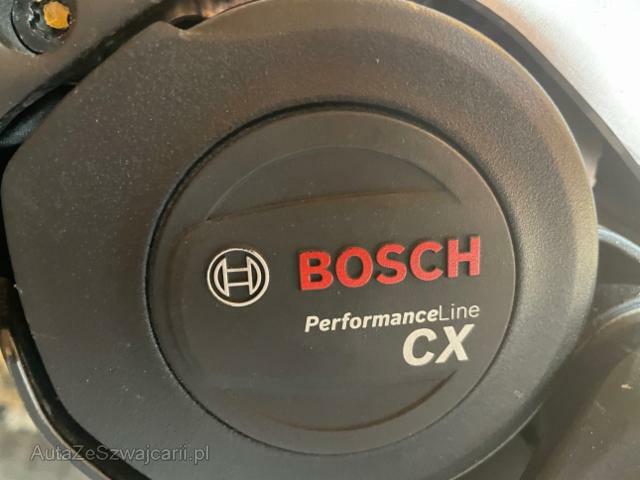 BOSCH
PerformanceLine
CX
AutaZeSzwajcarii.pl